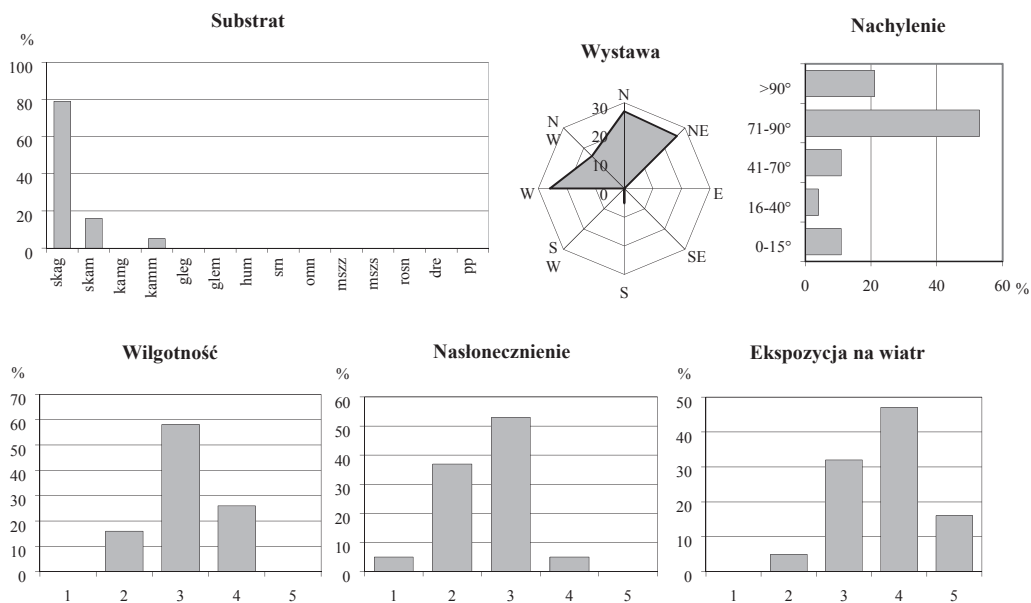 Substrat
%
100
80
60
40
20
0
skag
skam
kamg
kamm
gleg
glem
hum
srn
omn
mszz
mszs
rosn
dre
pp
Wystawa
N
NE
E
SE
S
S
W
W
N
W
30
20
10
0
Nachylenie
>90°
71-90°
41-70°
16-40°
0-15°
0 20 40 60 %
Wilgotność
%
70
60
50
40
30
20
10
0
1 2 3 4 5
Nasłonecznienie
%
60
50
40
30
20
10
0
1 2 3 4 5
Ekspozycja na wiatr
%
50
40
30
20
10
0
1 2 3 4 5